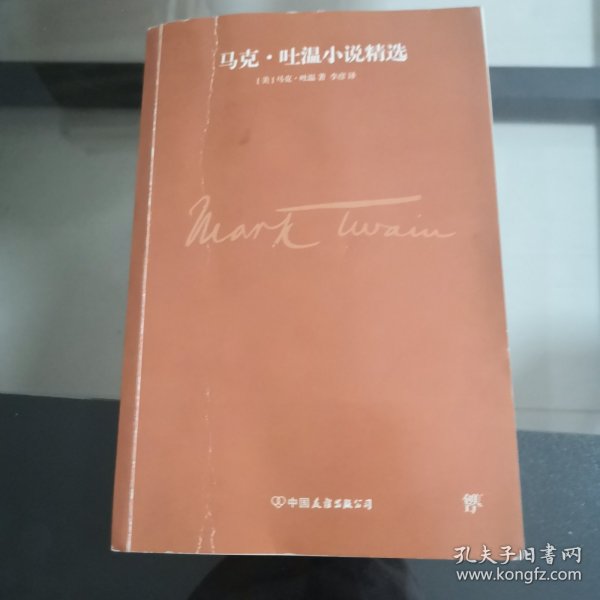 马克·吐温小说精选
[美]马克·吐温 著 李彦 译
Mark Twain
中国友谊出版公司
孔夫子旧书网
www.kongfz.com